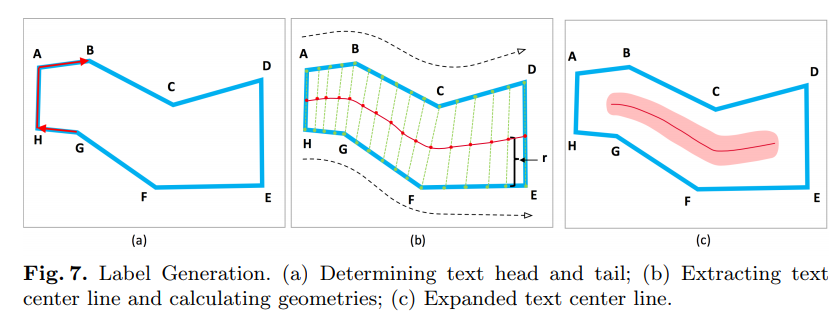 A
B
C
D
H
G
F
E
(a)
A
B
C
D
H
G
F
E
r
(b)
A
B
C
D
H
G
F
E
(c)
Fig. 7. Label Generation. (a) Determining text head and tail; (b) Extracting text
center line and calculating geometries; (c) Expanded text center line.